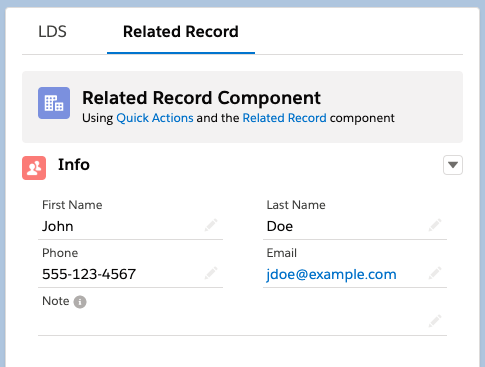 LDS Related Record
Related Record Component
Using Quick Actions and the Related Record component
Info
First Name Last Name
John Doe
Phone Email
555-123-4567 jdoe@example.com
Note